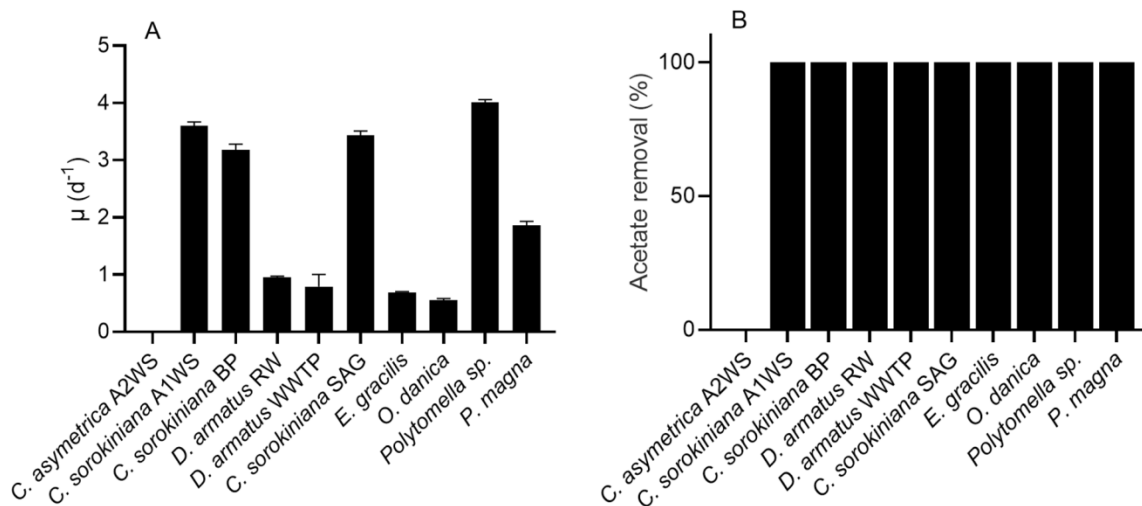 A
5
4
3
2
1
0
μ (d⁻¹)
C. asymetrica A2WS
C. sorokiniana A1WS
C. sorokiniana BP
D. armatus RW
D. armatus WWTP
C. sorokiniana SAG
E. gracilis
O. danica
Polytomella sp.
P. magna
B
100
50
0
Acetate removal (%)
C. asymetrica A2WS
C. sorokiniana A1WS
C. sorokiniana BP
D. armatus RW
D. armatus WWTP
C. sorokiniana SAG
E. gracilis
O. danica
Polytomella sp.
P. magna